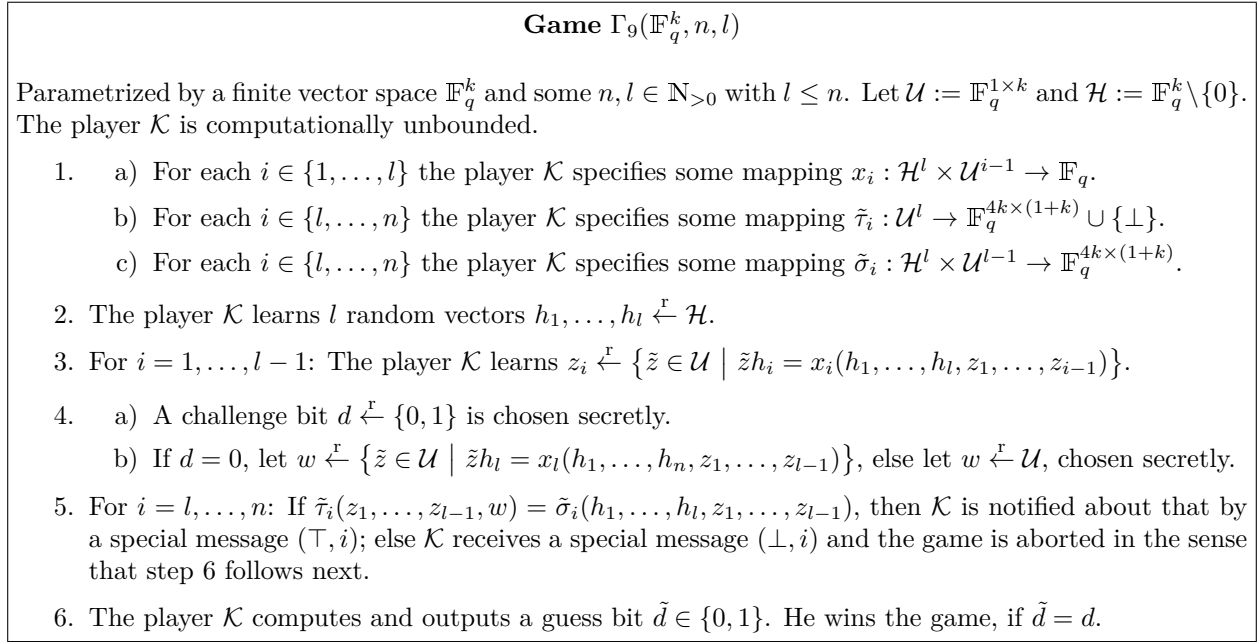 Game Γ₉(𝔽_q^k, n, l)
Parametrized by a finite vector space 𝔽_q^k and some n, l ∈ ℕ_{>0} with l ≤ n. Let 𝒰 := 𝔽_q^{1×k} and ℋ := 𝔽_q^k\{0}.
The player 𝒦 is computationally unbounded.
1. a) For each i ∈ {1, . . . , l} the player 𝒦 specifies some mapping x_i : ℋ^l × 𝒰^{i−1} → 𝔽_q.
b) For each i ∈ {l, . . . , n} the player 𝒦 specifies some mapping τ̃_i : 𝒰^l → 𝔽_q^{4k×(1+k)} ∪ {⊥}.
c) For each i ∈ {l, . . . , n} the player 𝒦 specifies some mapping σ̃_i : ℋ^l × 𝒰^{l−1} → 𝔽_q^{4k×(1+k)}.
2. The player 𝒦 learns l random vectors h_1, . . . , h_l ←^r ℋ.
3. For i = 1, . . . , l − 1: The player 𝒦 learns z_i ←^r {z̃ ∈ 𝒰 | z̃h_i = x_i(h_1, . . . , h_l, z_1, . . . , z_{i−1})}.
4. a) A challenge bit d ←^r {0, 1} is chosen secretly.
b) If d = 0, let w ←^r {z̃ ∈ 𝒰 | z̃h_l = x_l(h_1, . . . , h_n, z_1, . . . , z_{l−1})}, else let w ←^r 𝒰, chosen secretly.
5. For i = l, . . . , n: If τ̃_i(z_1, . . . , z_{l−1}, w) = σ̃_i(h_1, . . . , h_l, z_1, . . . , z_{l−1}), then 𝒦 is notified about that by
a special message (⊤, i); else 𝒦 receives a special message (⊥, i) and the game is aborted in the sense
that step 6 follows next.
6. The player 𝒦 computes and outputs a guess bit d̃ ∈ {0, 1}. He wins the game, if d̃ = d.